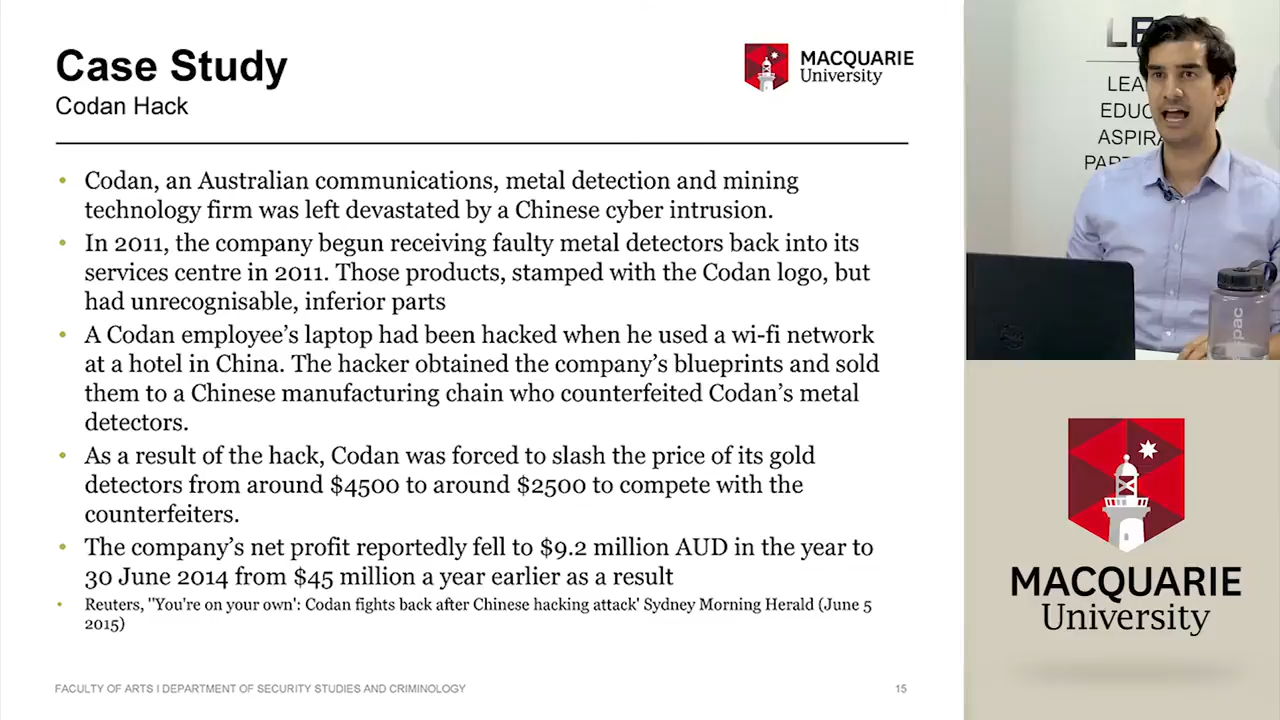 Case Study
Codan Hack
MACQUARIE
University
• Codan, an Australian communications, metal detection and mining
technology firm was left devastated by a Chinese cyber intrusion.
• In 2011, the company begun receiving faulty metal detectors back into its
services centre in 2011. Those products, stamped with the Codan logo, but
had unrecognisable, inferior parts
• A Codan employee’s laptop had been hacked when he used a wi-fi network
at a hotel in China. The hacker obtained the company’s blueprints and sold
them to a Chinese manufacturing chain who counterfeited Codan’s metal
detectors.
• As a result of the hack, Codan was forced to slash the price of its gold
detectors from around $4500 to around $2500 to compete with the
counterfeiters.
• The company’s net profit reportedly fell to $9.2 million AUD in the year to
30 June 2014 from $45 million a year earlier as a result
• Reuters, ''You're on your own': Codan fights back after Chinese hacking attack' Sydney Morning Herald (June 5
2015)
FACULTY OF ARTS I DEPARTMENT OF SECURITY STUDIES AND CRIMINOLOGY
15
LE
LEA
EDUC
ASPIRA
PART
MACQUARIE
University